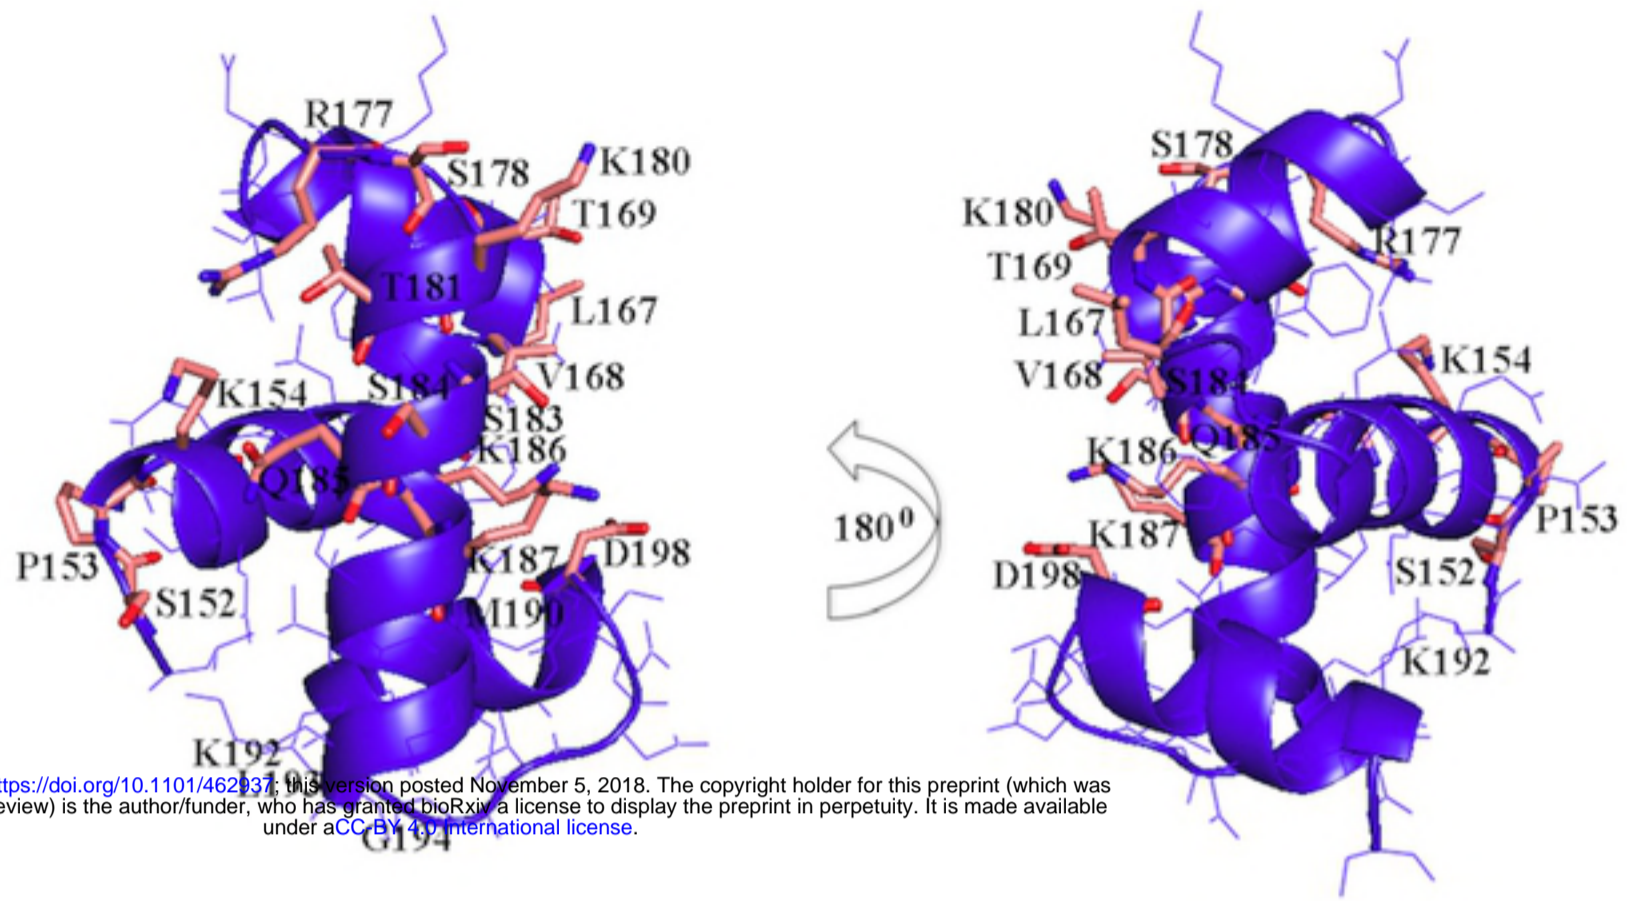 R177
S178
K180
T169
T181
L167
K154
S184
V168
S183
K186
Q185
P153
S152
K187
D198
M190
K192
L193
G194
180⁰
S178
K180
R177
T169
L167
V168
S184
K154
K186
Q185
K187
P153
D198
S152
K192
ttps://doi.org/10.1101/462937; this version posted November 5, 2018. The copyright holder for this preprint (which was
eview) is the author/funder, who has granted bioRxiv a license to display the preprint in perpetuity. It is made available
under aCC-BY 4.0 International license.